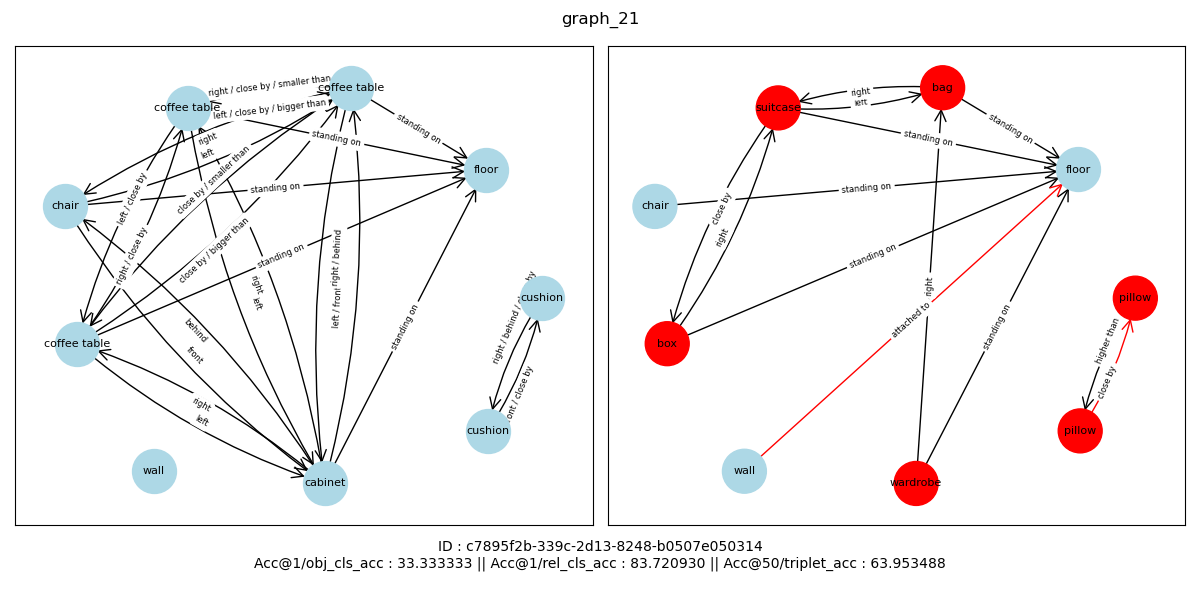 graph_21
coffee table
coffee table
right / close by / smaller than
left / close by / bigger than
right
left
standing on
standing on
floor
close by / smaller than
standing on
chair
left / close by
right / close by
close by / bigger than
standing on
right / behind
left / front
right
left
cushion
right / behind /
by
coffee table
behind
front
standing on
front / close by
right
left
cushion
wall
cabinet
suitcase
bag
right
left
standing on
standing on
floor
standing on
chair
close by
right
standing on
right
attached to
standing on
pillow
box
higher than
close by
pillow
wall
wardrobe
ID : c7895f2b-339c-2d13-8248-b0507e050314
Acc@1/obj_cls_acc : 33.333333 || Acc@1/rel_cls_acc : 83.720930 || Acc@50/triplet_acc : 63.953488